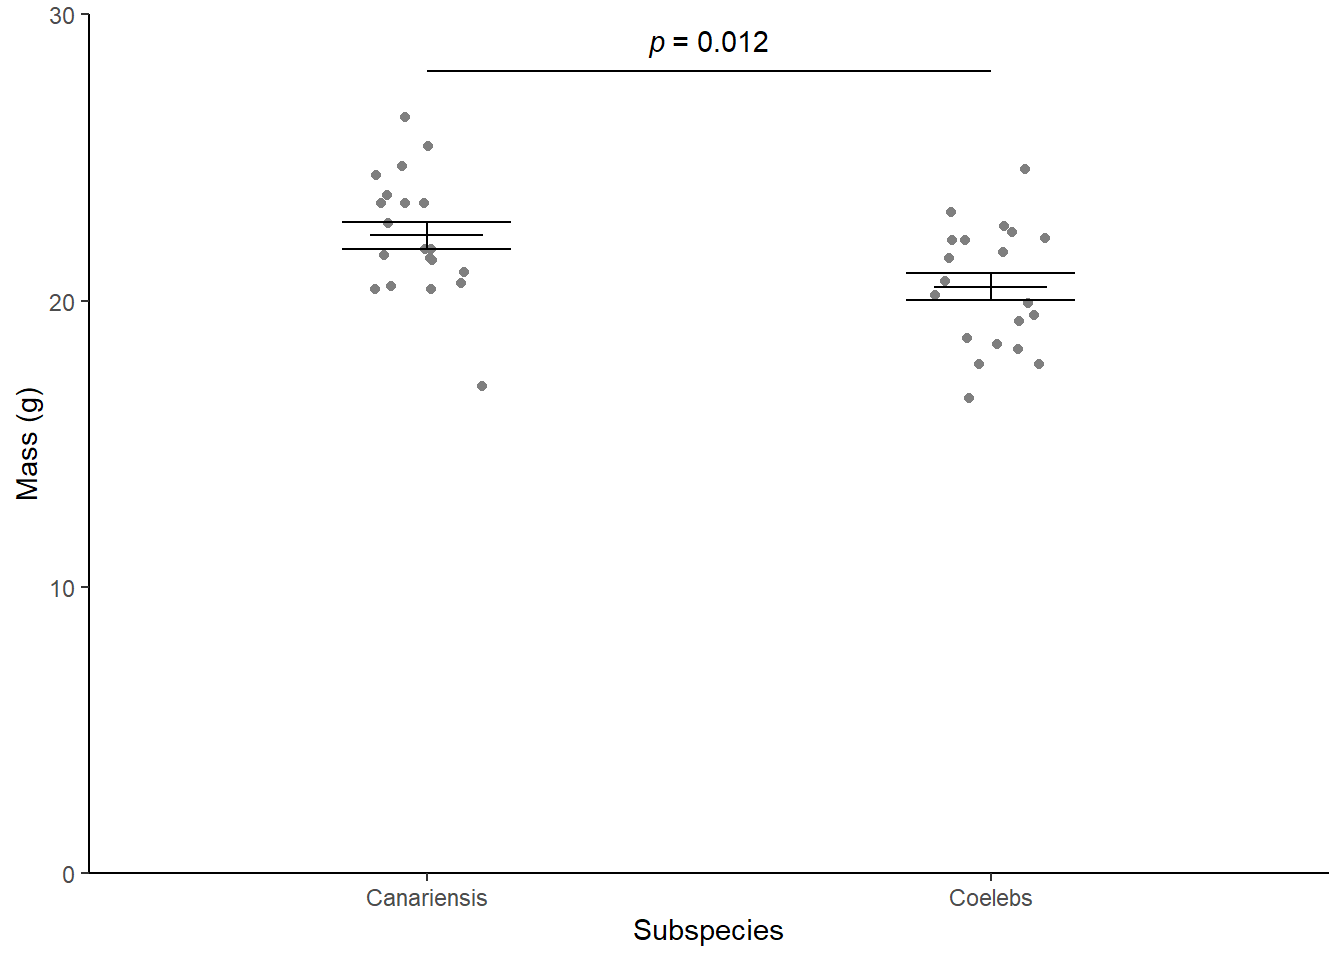 p = 0.012
30
20
10
0
Mass (g)
Canariensis
Coelebs
Subspecies